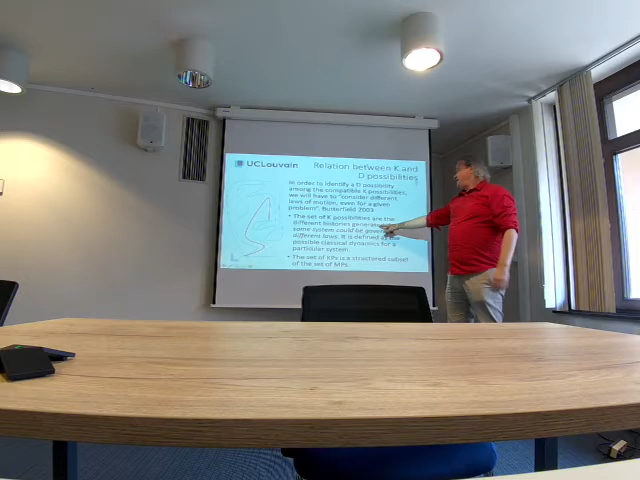 UCLouvain
Relation between K and
D possibilities
In order to identify a D possibility
among the compatible K possibilities,
we will have to "consider different
laws of motion, even for a given
problem". Butterfield 2003
• The set of K possibilities are the
different histories generated
same system could be
different laws. It is defined
possible classical dynamics for a
particular system.
• The set of KPs is a structured subset
of the set of MPs.